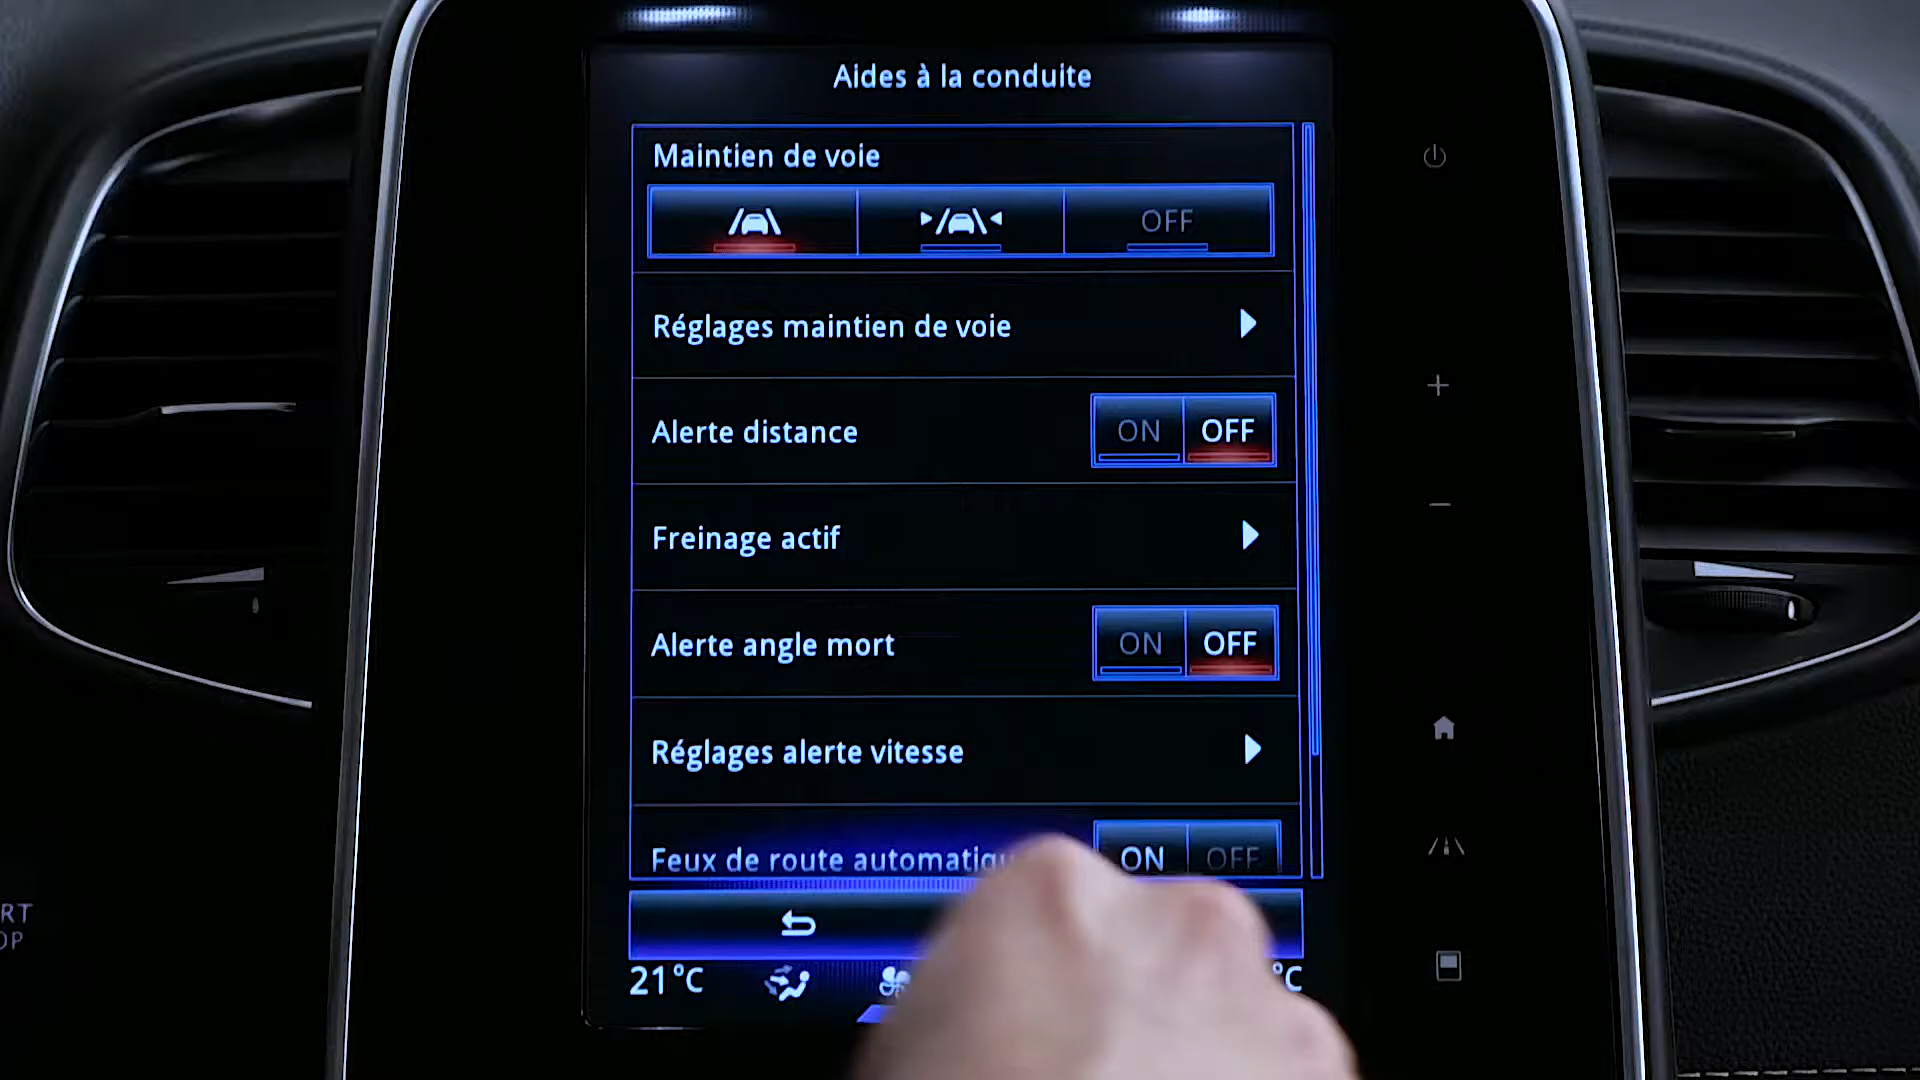 Aides à la conduite
Maintien de voie
OFF
Réglages maintien de voie
Alerte distance
ON OFF
Freinage actif
Alerte angle mort
ON OFF
Réglages alerte vitesse
Feux de route
ON OFF
21°C
°C